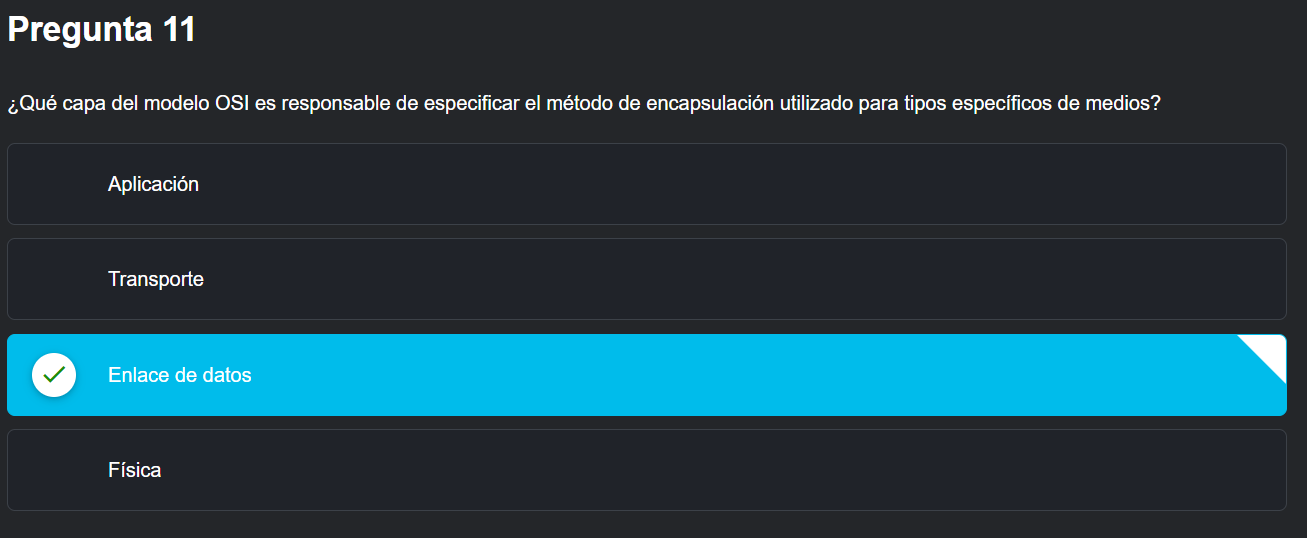 Pregunta 11
¿Qué capa del modelo OSI es responsable de especificar el método de encapsulación utilizado para tipos específicos de medios?
Aplicación
Transporte
Enlace de datos
Física